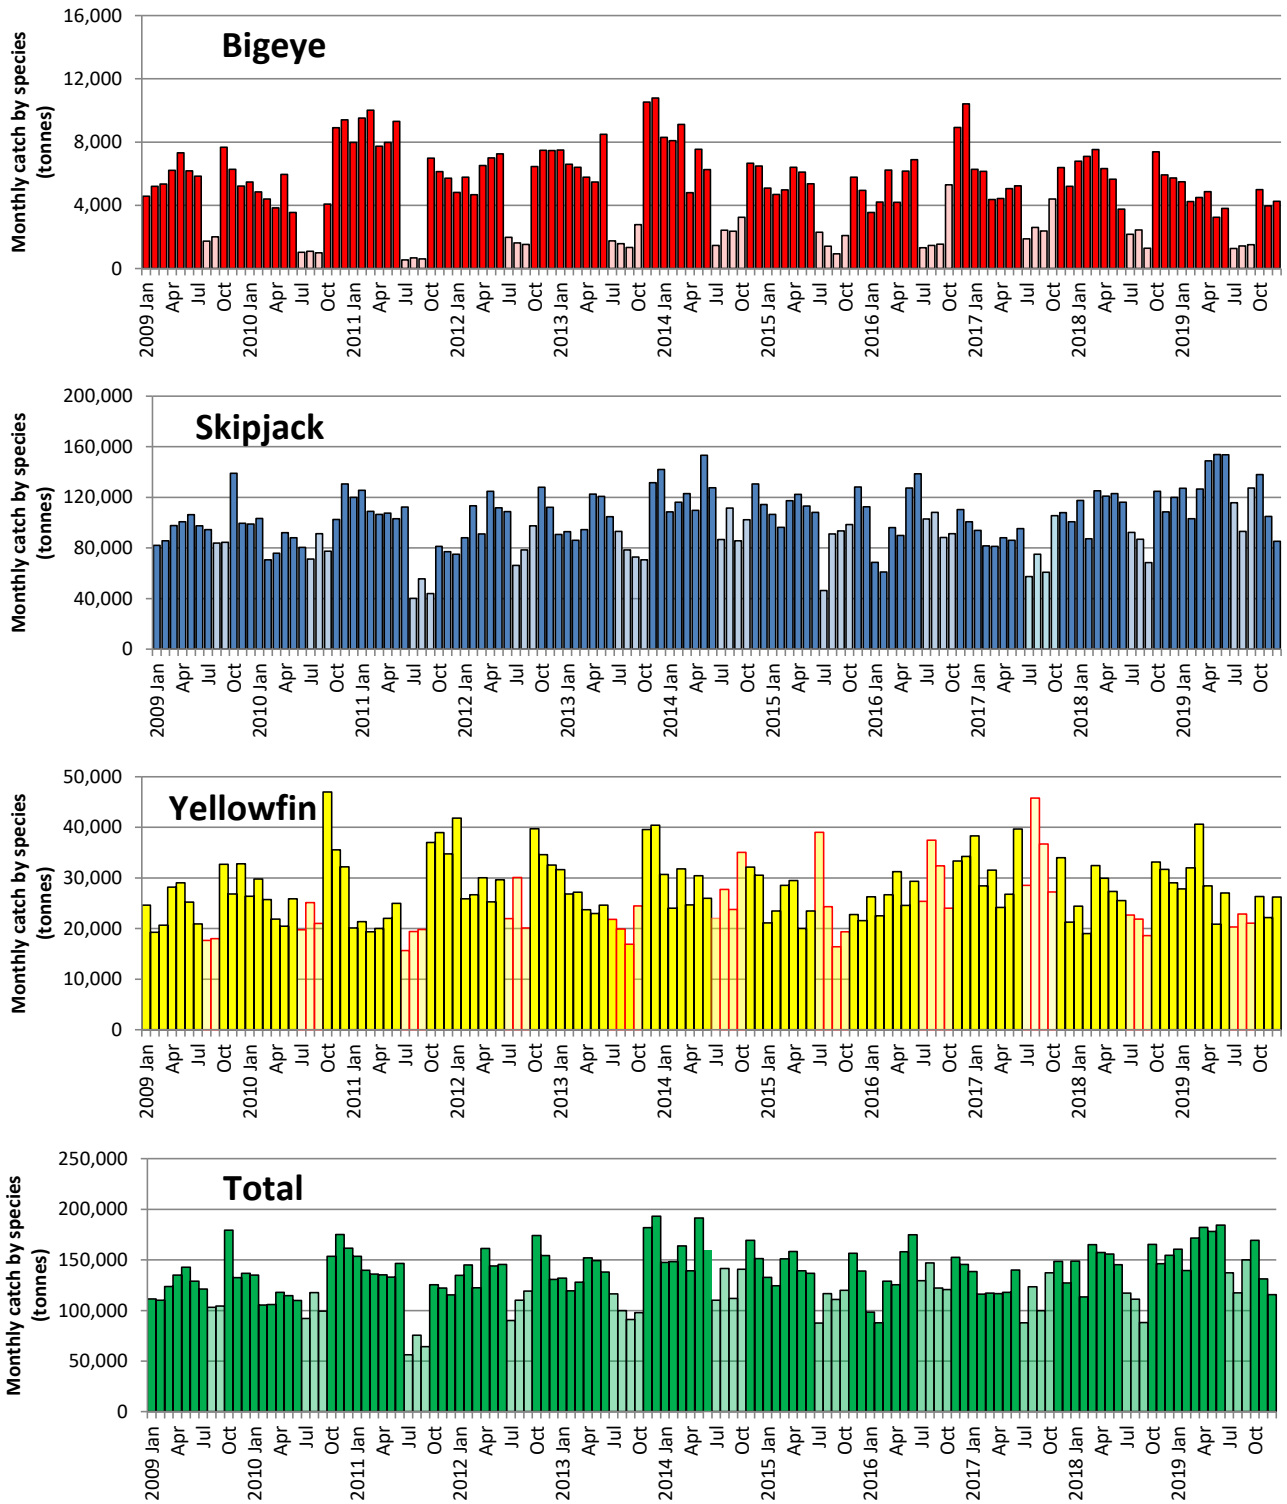 Bigeye
Monthly catch by species
(tonnes)
16,000
12,000
8,000
4,000
0
2009 Jan Apr Jul Oct 2010 Jan Apr Jul Oct 2011 Jan Apr Jul Oct 2012 Jan Apr Jul Oct 2013 Jan Apr Jul Oct 2014 Jan Apr Jul Oct 2015 Jan Apr Jul Oct 2016 Jan Apr Jul Oct 2017 Jan Apr Jul Oct 2018 Jan Apr Jul Oct 2019 Jan Apr Jul Oct
Skipjack
Monthly catch by species
(tonnes)
200,000
160,000
120,000
80,000
40,000
0
2009 Jan Apr Jul Oct 2010 Jan Apr Jul Oct 2011 Jan Apr Jul Oct 2012 Jan Apr Jul Oct 2013 Jan Apr Jul Oct 2014 Jan Apr Jul Oct 2015 Jan Apr Jul Oct 2016 Jan Apr Jul Oct 2017 Jan Apr Jul Oct 2018 Jan Apr Jul Oct 2019 Jan Apr Jul Oct
Yellowfin
Monthly catch by species
(tonnes)
50,000
40,000
30,000
20,000
10,000
0
2009 Jan Apr Jul Oct 2010 Jan Apr Jul Oct 2011 Jan Apr Jul Oct 2012 Jan Apr Jul Oct 2013 Jan Apr Jul Oct 2014 Jan Apr Jul Oct 2015 Jan Apr Jul Oct 2016 Jan Apr Jul Oct 2017 Jan Apr Jul Oct 2018 Jan Apr Jul Oct 2019 Jan Apr Jul Oct
Total
Monthly catch by species
(tonnes)
250,000
200,000
150,000
100,000
50,000
0
2009 Jan Apr Jul Oct 2010 Jan Apr Jul Oct 2011 Jan Apr Jul Oct 2012 Jan Apr Jul Oct 2013 Jan Apr Jul Oct 2014 Jan Apr Jul Oct 2015 Jan Apr Jul Oct 2016 Jan Apr Jul Oct 2017 Jan Apr Jul Oct 2018 Jan Apr Jul Oct 2019 Jan Apr Jul Oct